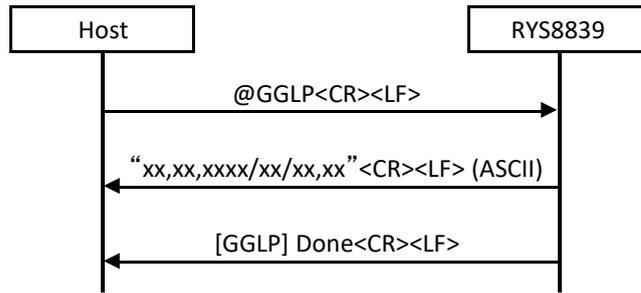 Host
RYS8839
@GGLP<CR><LF>
“xx,xx,xxxx/xx/xx,xx”<CR><LF> (ASCII)
[GGLP] Done<CR><LF>